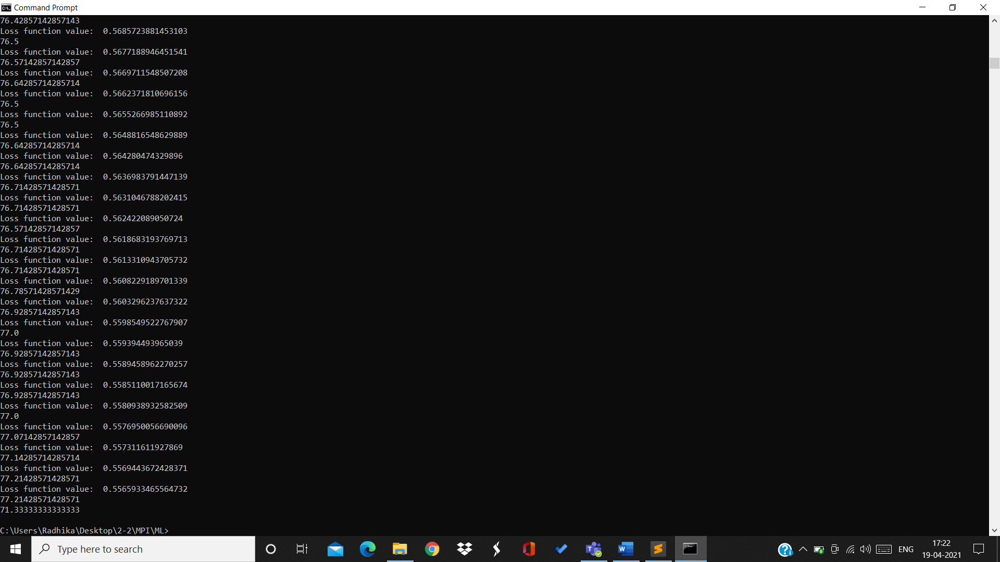 Command Prompt
76.42857142857143
Loss function value:  0.5685723881453103
76.5
Loss function value:  0.5677188946451541
76.57142857142857
Loss function value:  0.5669711548507208
76.64285714285714
Loss function value:  0.5662371810696156
76.5
Loss function value:  0.5655266985110892
76.5
Loss function value:  0.5648816548629889
76.64285714285714
Loss function value:  0.564280474329896
76.64285714285714
Loss function value:  0.5636983791447139
76.71428571428571
Loss function value:  0.5631046788202415
76.71428571428571
Loss function value:  0.562422089050724
76.57142857142857
Loss function value:  0.5618683193769713
76.71428571428571
Loss function value:  0.5613310943705732
76.71428571428571
Loss function value:  0.5608229189701339
76.78571428571429
Loss function value:  0.5603296237637322
76.92857142857143
Loss function value:  0.5598549522767907
77.0
Loss function value:  0.559394493965039
76.92857142857143
Loss function value:  0.5589458962270257
76.92857142857143
Loss function value:  0.5585110017165674
76.92857142857143
Loss function value:  0.5580938932582509
77.0
Loss function value:  0.5576950056690096
77.07142857142857
Loss function value:  0.557311611927869
77.14285714285714
Loss function value:  0.5569443672428371
77.21428571428571
Loss function value:  0.5565933465564732
77.21428571428571
71.33333333333333
C:\Users\Radhika\Desktop\2-2\MPI\ML>
Type here to search
ENG
17:22
19-04-2021